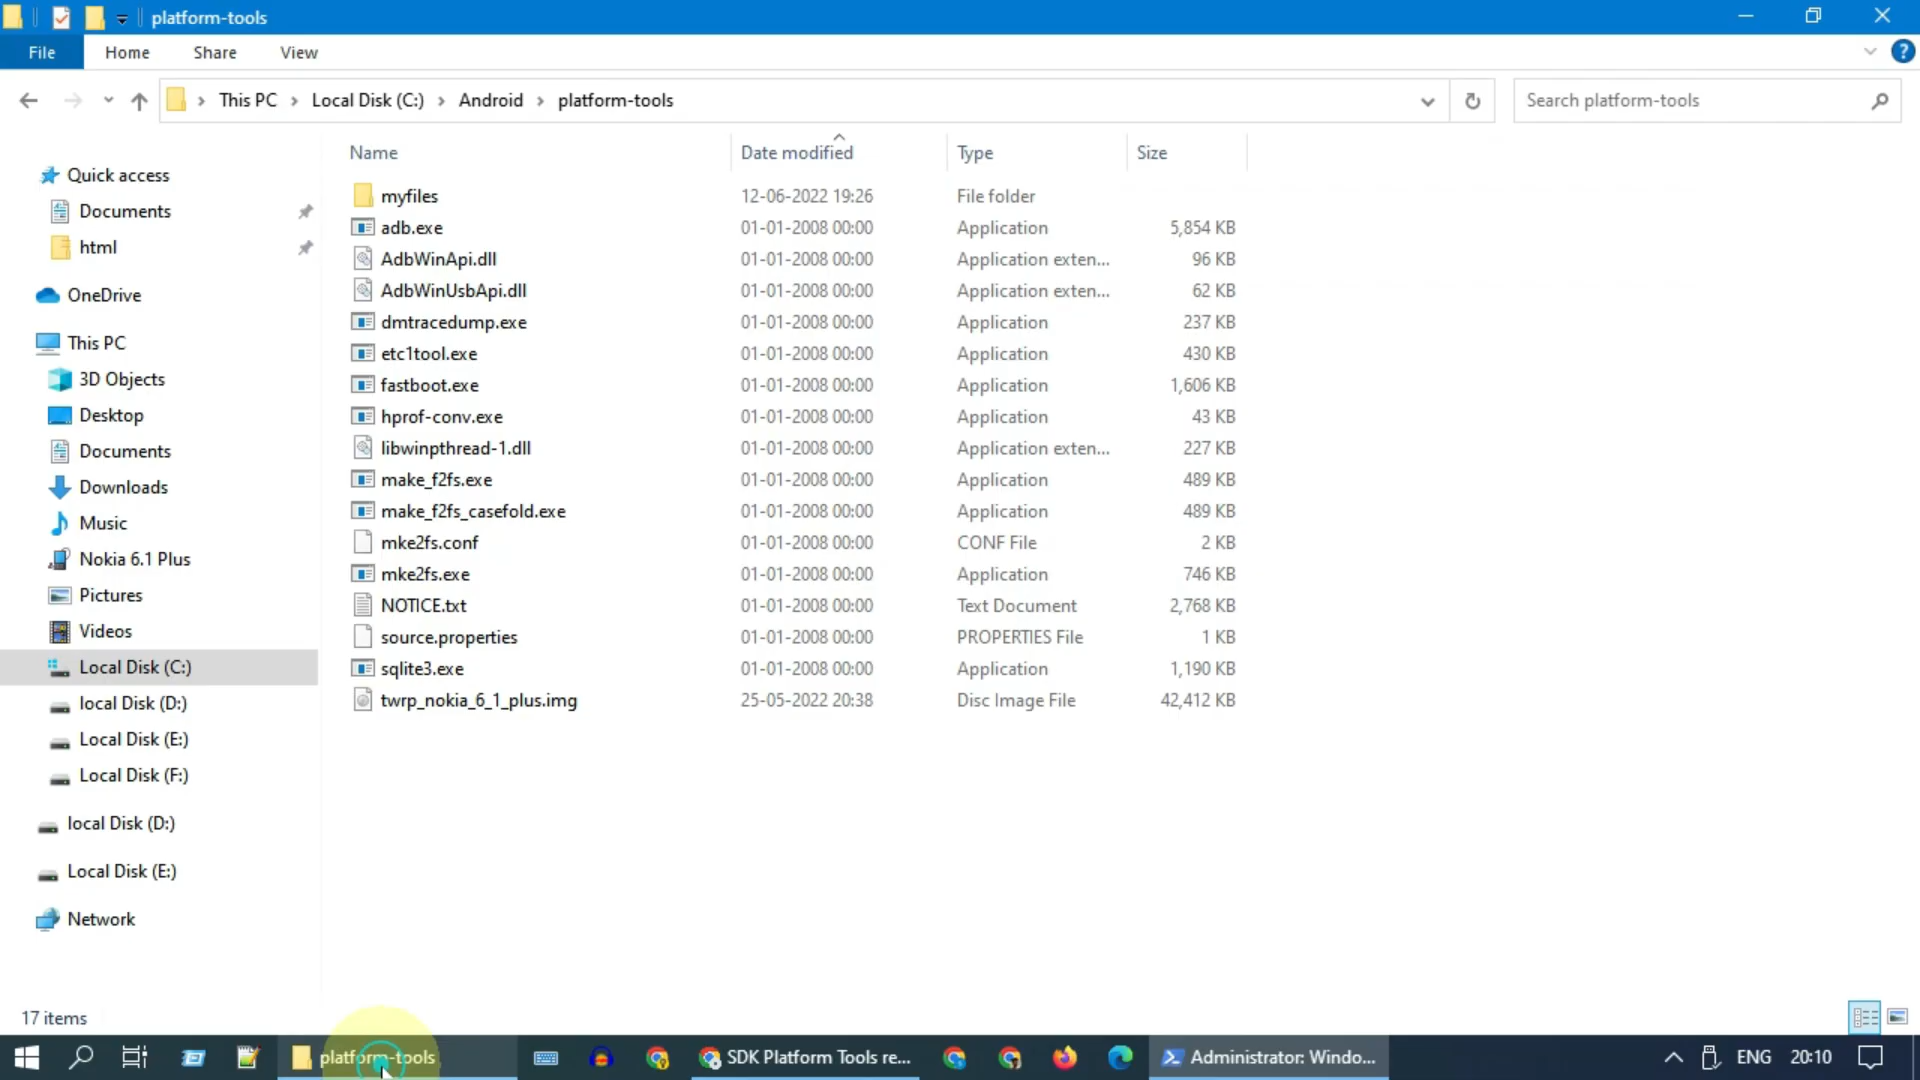 platform-tools
File Home Share View
This PC Local Disk (C:) Android platform-tools
Search platform-tools
Name Date modified Type Size
Quick access
Documents
html
OneDrive
This PC
3D Objects
Desktop
Documents
Downloads
Music
Nokia 6.1 Plus
Pictures
Videos
Local Disk (C:)
local Disk (D:)
Local Disk (E:)
Local Disk (F:)
local Disk (D:)
Local Disk (E:)
Network
myfiles 12-06-2022 19:26 File folder
adb.exe 01-01-2008 00:00 Application 5,854 KB
AdbWinApi.dll 01-01-2008 00:00 Application exten... 96 KB
AdbWinUsbApi.dll 01-01-2008 00:00 Application exten... 62 KB
dmtracedump.exe 01-01-2008 00:00 Application 237 KB
etc1tool.exe 01-01-2008 00:00 Application 430 KB
fastboot.exe 01-01-2008 00:00 Application 1,606 KB
hprof-conv.exe 01-01-2008 00:00 Application 43 KB
libwinpthread-1.dll 01-01-2008 00:00 Application exten... 227 KB
make_f2fs.exe 01-01-2008 00:00 Application 489 KB
make_f2fs_casefold.exe 01-01-2008 00:00 Application 489 KB
mke2fs.conf 01-01-2008 00:00 CONF File 2 KB
mke2fs.exe 01-01-2008 00:00 Application 746 KB
NOTICE.txt 01-01-2008 00:00 Text Document 2,768 KB
source.properties 01-01-2008 00:00 PROPERTIES File 1 KB
sqlite3.exe 01-01-2008 00:00 Application 1,190 KB
twrp_nokia_6_1_plus.img 25-05-2022 20:38 Disc Image File 42,412 KB
17 items
platform-tools SDK Platform Tools re... Administrator: Windo... ENG 20:10